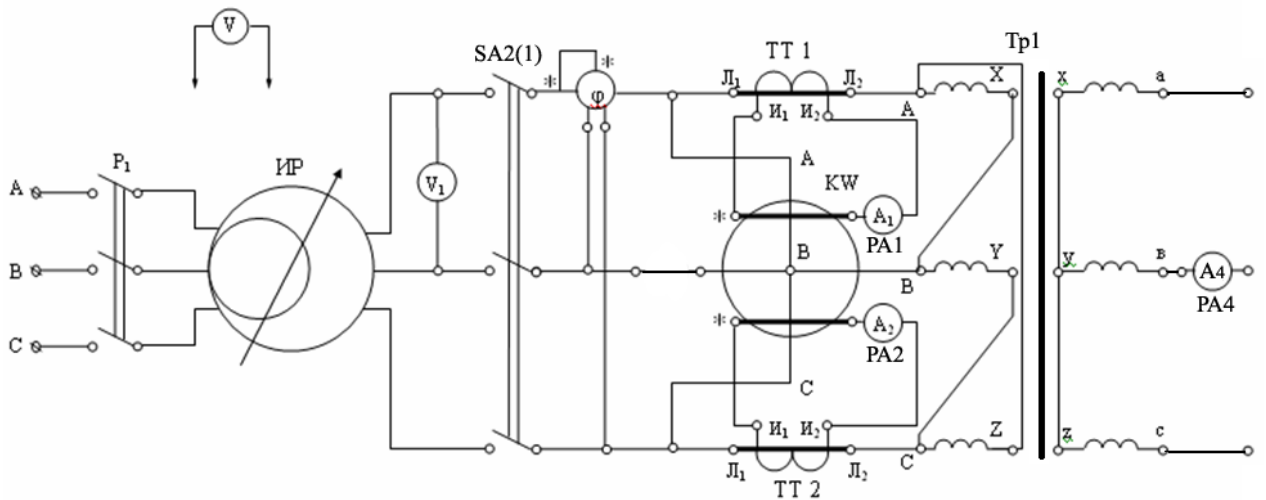 V
SA2(1)
*
*
φ
ТТ 1
Л₁
Л₂
И₁
И₂
Тр1
X
A
x
a
P₁
ИР
V₁
A
A
KW
*
A₁
PA1
B
B
B
Y
y
в
A4
PA4
*
A₂
PA2
C
C
И₁
И₂
Л₁
Л₂
ТТ 2
C
Z
z
c